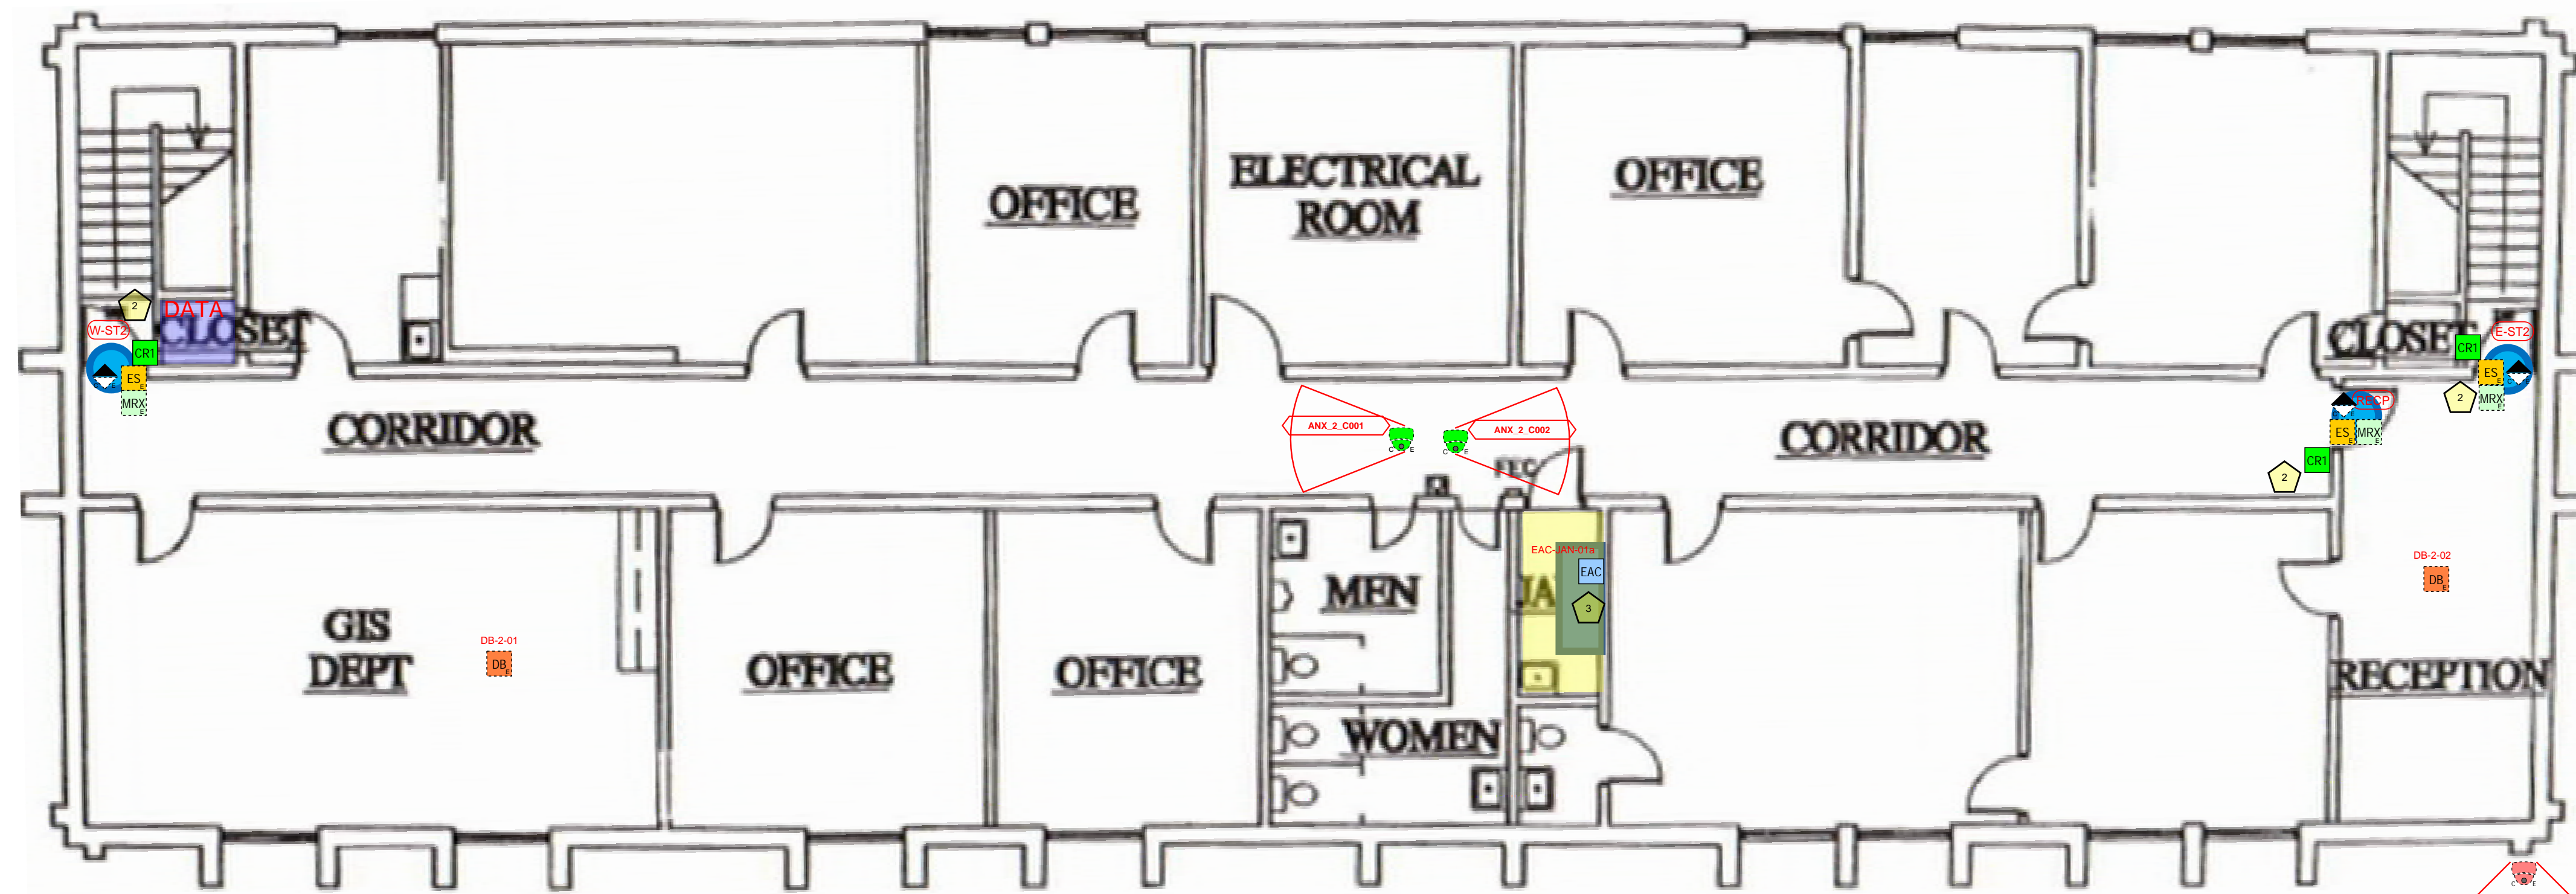 OFFICE
ELECTRICAL
ROOM
OFFICE
2
DATA
CLOSET
W-ST2
CR1
ES E
MRX E
CLOSET
E-ST2
CR1
ES E
MRX E
2
RECP
ES E
MRX E
CR1
2
CORRIDOR
ANX_2_C001
C E
ANX_2_C002
C E
CORRIDOR
FEC
EAC-JAN-01a
EAC
JA
3
MEN
WOMEN
GIS
DEPT
DB-2-01
DB E
OFFICE
OFFICE
DB-2-02
DB E
RECEPTION
C E